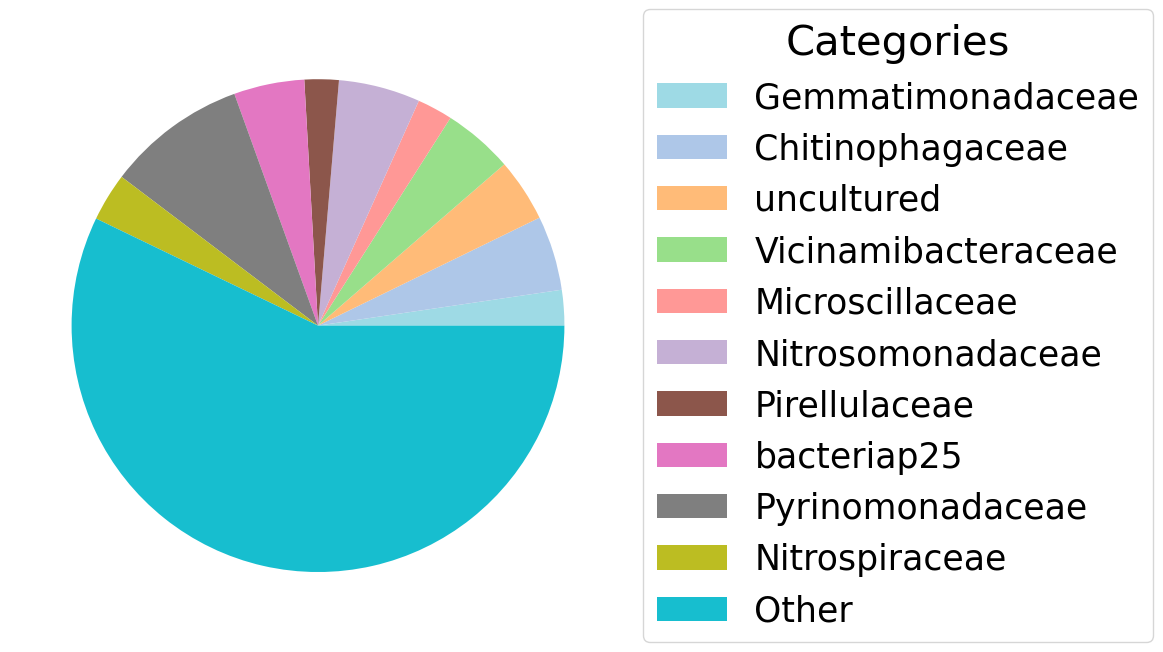 Categories
Gemmatimonadaceae
Chitinophagaceae
uncultured
Vicinamibacteraceae
Microscillaceae
Nitrosomonadaceae
Pirellulaceae
bacteriap25
Pyrinomonadaceae
Nitrospiraceae
Other